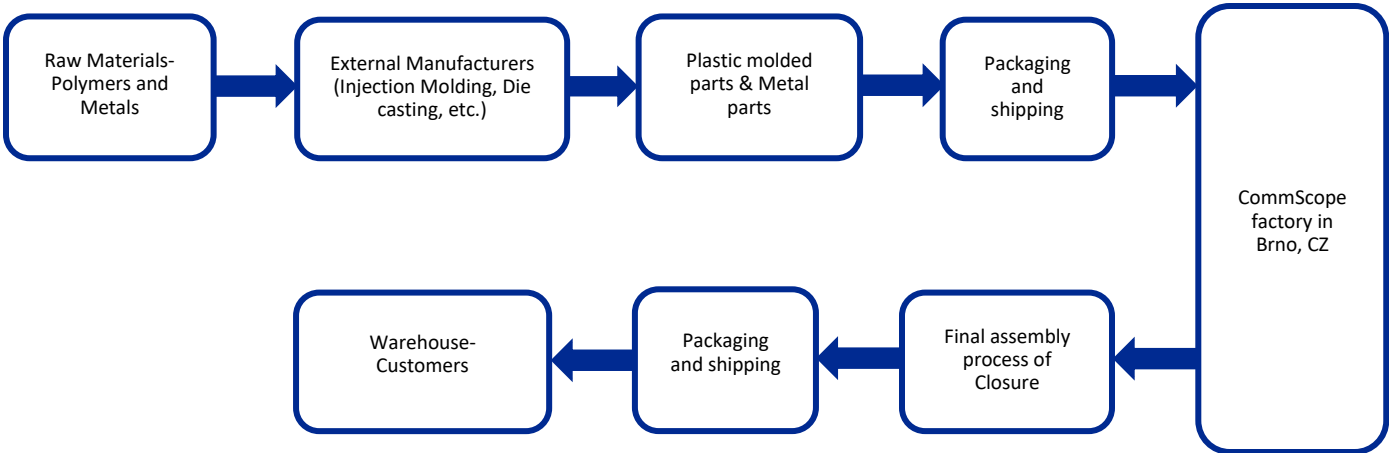 Raw Materials-
Polymers and
Metals
External Manufacturers
(Injection Molding, Die
casting, etc.)
Plastic molded
parts & Metal
parts
Packaging
and
shipping
CommScope
factory in
Brno, CZ
Final assembly
process of
Closure
Packaging
and shipping
Warehouse-
Customers